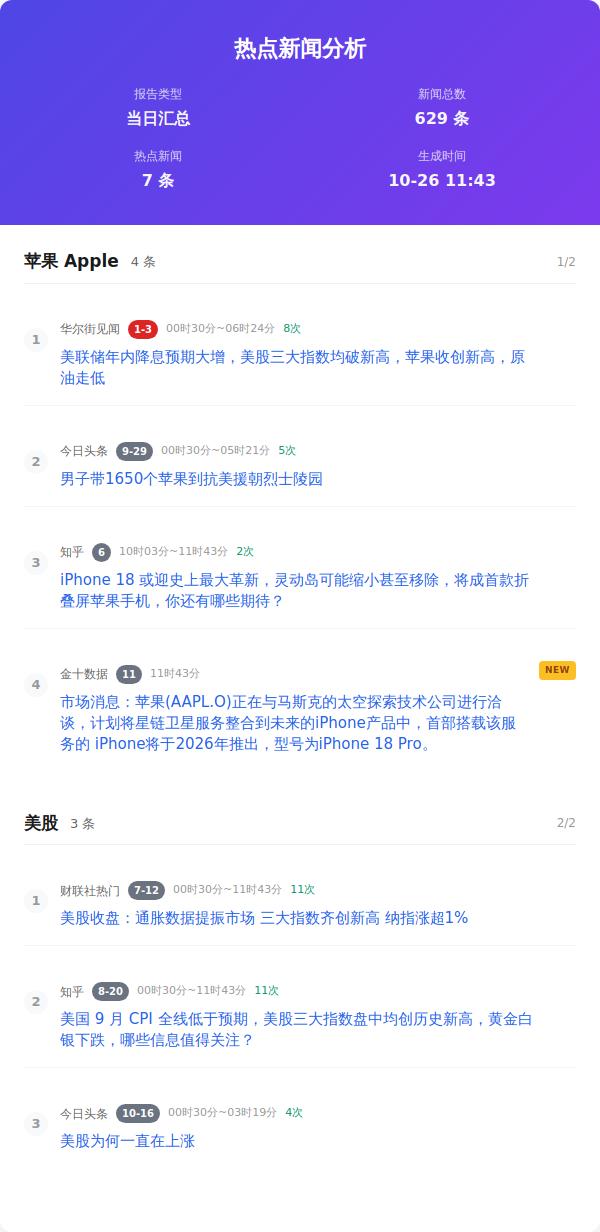 热点新闻分析
报告类型
新闻总数
当日汇总
629 条
热点新闻
生成时间
7 条
10-26 11:43
苹果 Apple 4 条 1/2
1 华尔街见闻 1-3 00时30分~06时24分 8次
美联储年内降息预期大增，美股三大指数均破新高，苹果收创新高，原
油走低
2 今日头条 9-29 00时30分~05时21分 5次
男子带1650个苹果到抗美援朝烈士陵园
3 知乎 6 10时03分~11时43分 2次
iPhone 18 或迎史上最大革新，灵动岛可能缩小甚至移除，将成首款折
叠屏苹果手机，你还有哪些期待？
4 金十数据 11 11时43分 NEW
市场消息：苹果(AAPL.O)正在与马斯克的太空探索技术公司进行洽
谈，计划将星链卫星服务整合到未来的iPhone产品中，首部搭载该服
务的 iPhone将于2026年推出，型号为iPhone 18 Pro。
美股 3 条 2/2
1 财联社热门 7-12 00时30分~11时43分 11次
美股收盘：通胀数据提振市场 三大指数齐创新高 纳指涨超1%
2 知乎 8-20 00时30分~11时43分 11次
美国 9 月 CPI 全线低于预期，美股三大指数盘中均创历史新高，黄金白
银下跌，哪些信息值得关注？
3 今日头条 10-16 00时30分~03时19分 4次
美股为何一直在上涨